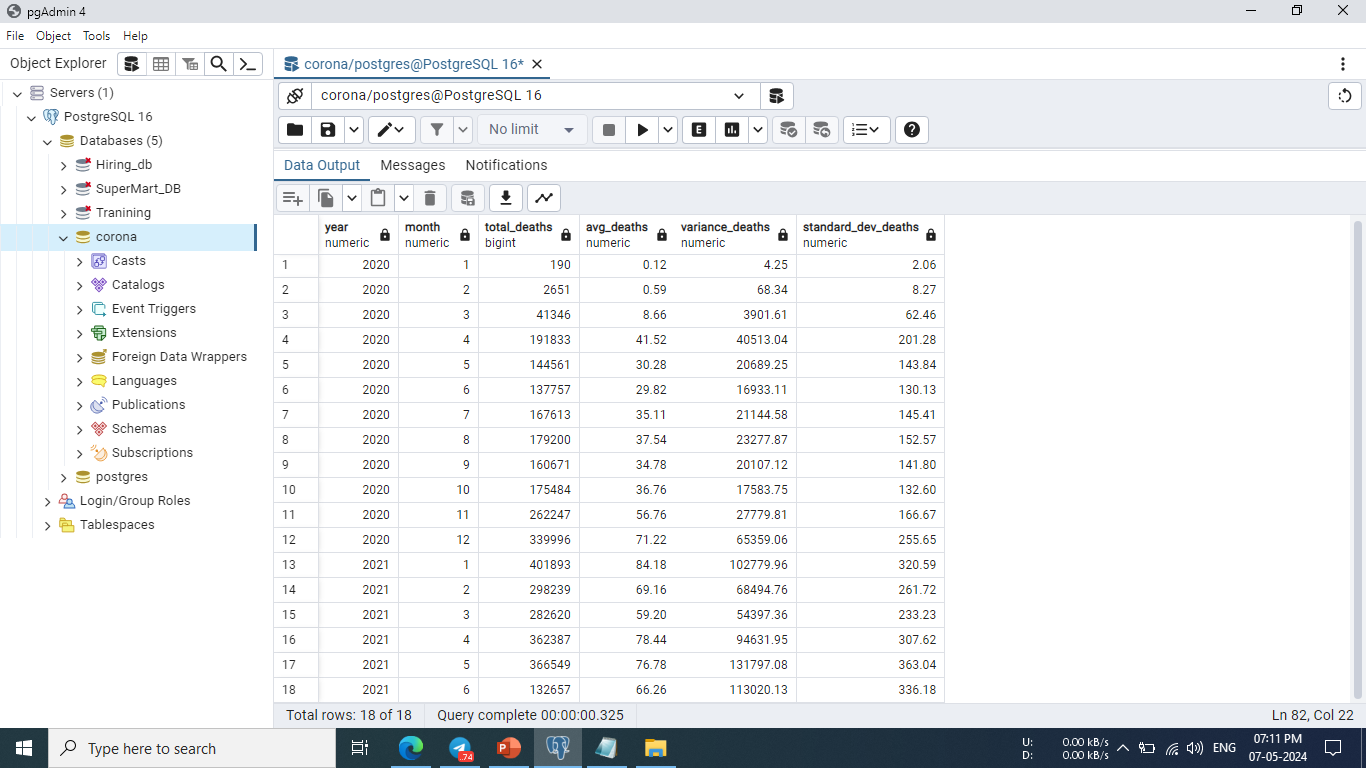 pgAdmin 4
File Object Tools Help
Object Explorer
corona/postgres@PostgreSQL 16*
Servers (1)
PostgreSQL 16
Databases (5)
Hiring_db
SuperMart_DB
Tranining
corona
Casts
Catalogs
Event Triggers
Extensions
Foreign Data Wrappers
Languages
Publications
Schemas
Subscriptions
postgres
Login/Group Roles
Tablespaces
corona/postgres@PostgreSQL 16
No limit E
Data Output Messages Notifications
year month total_deaths avg_deaths variance_deaths standard_dev_deaths
numeric numeric bigint numeric numeric numeric
1 2020 1 190 0.12 4.25 2.06
2 2020 2 2651 0.59 68.34 8.27
3 2020 3 41346 8.66 3901.61 62.46
4 2020 4 191833 41.52 40513.04 201.28
5 2020 5 144561 30.28 20689.25 143.84
6 2020 6 137757 29.82 16933.11 130.13
7 2020 7 167613 35.11 21144.58 145.41
8 2020 8 179200 37.54 23277.87 152.57
9 2020 9 160671 34.78 20107.12 141.80
10 2020 10 175484 36.76 17583.75 132.60
11 2020 11 262247 56.76 27779.81 166.67
12 2020 12 339996 71.22 65359.06 255.65
13 2021 1 401893 84.18 102779.96 320.59
14 2021 2 298239 69.16 68494.76 261.72
15 2021 3 282620 59.20 54397.36 233.23
16 2021 4 362387 78.44 94631.95 307.62
17 2021 5 366549 76.78 131797.08 363.04
18 2021 6 132657 66.26 113020.13 336.18
Total rows: 18 of 18 Query complete 00:00:00.325 Ln 82, Col 22
Type here to search
.74
U: 0.00 kB/s
D: 0.00 kB/s
ENG
07:11 PM
07-05-2024